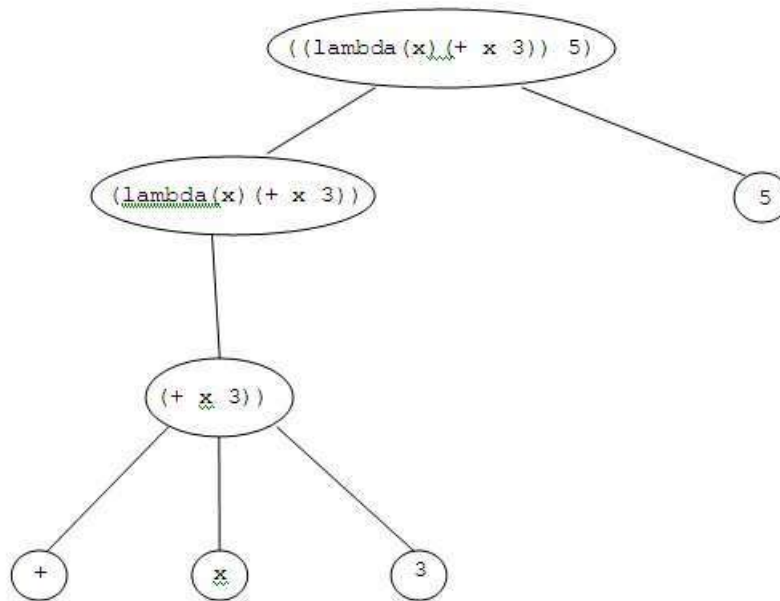 ((lambda(x)(+ x 3)) 5)
(lambda(x)(+ x 3))
5
(+ x 3))
+
x
3